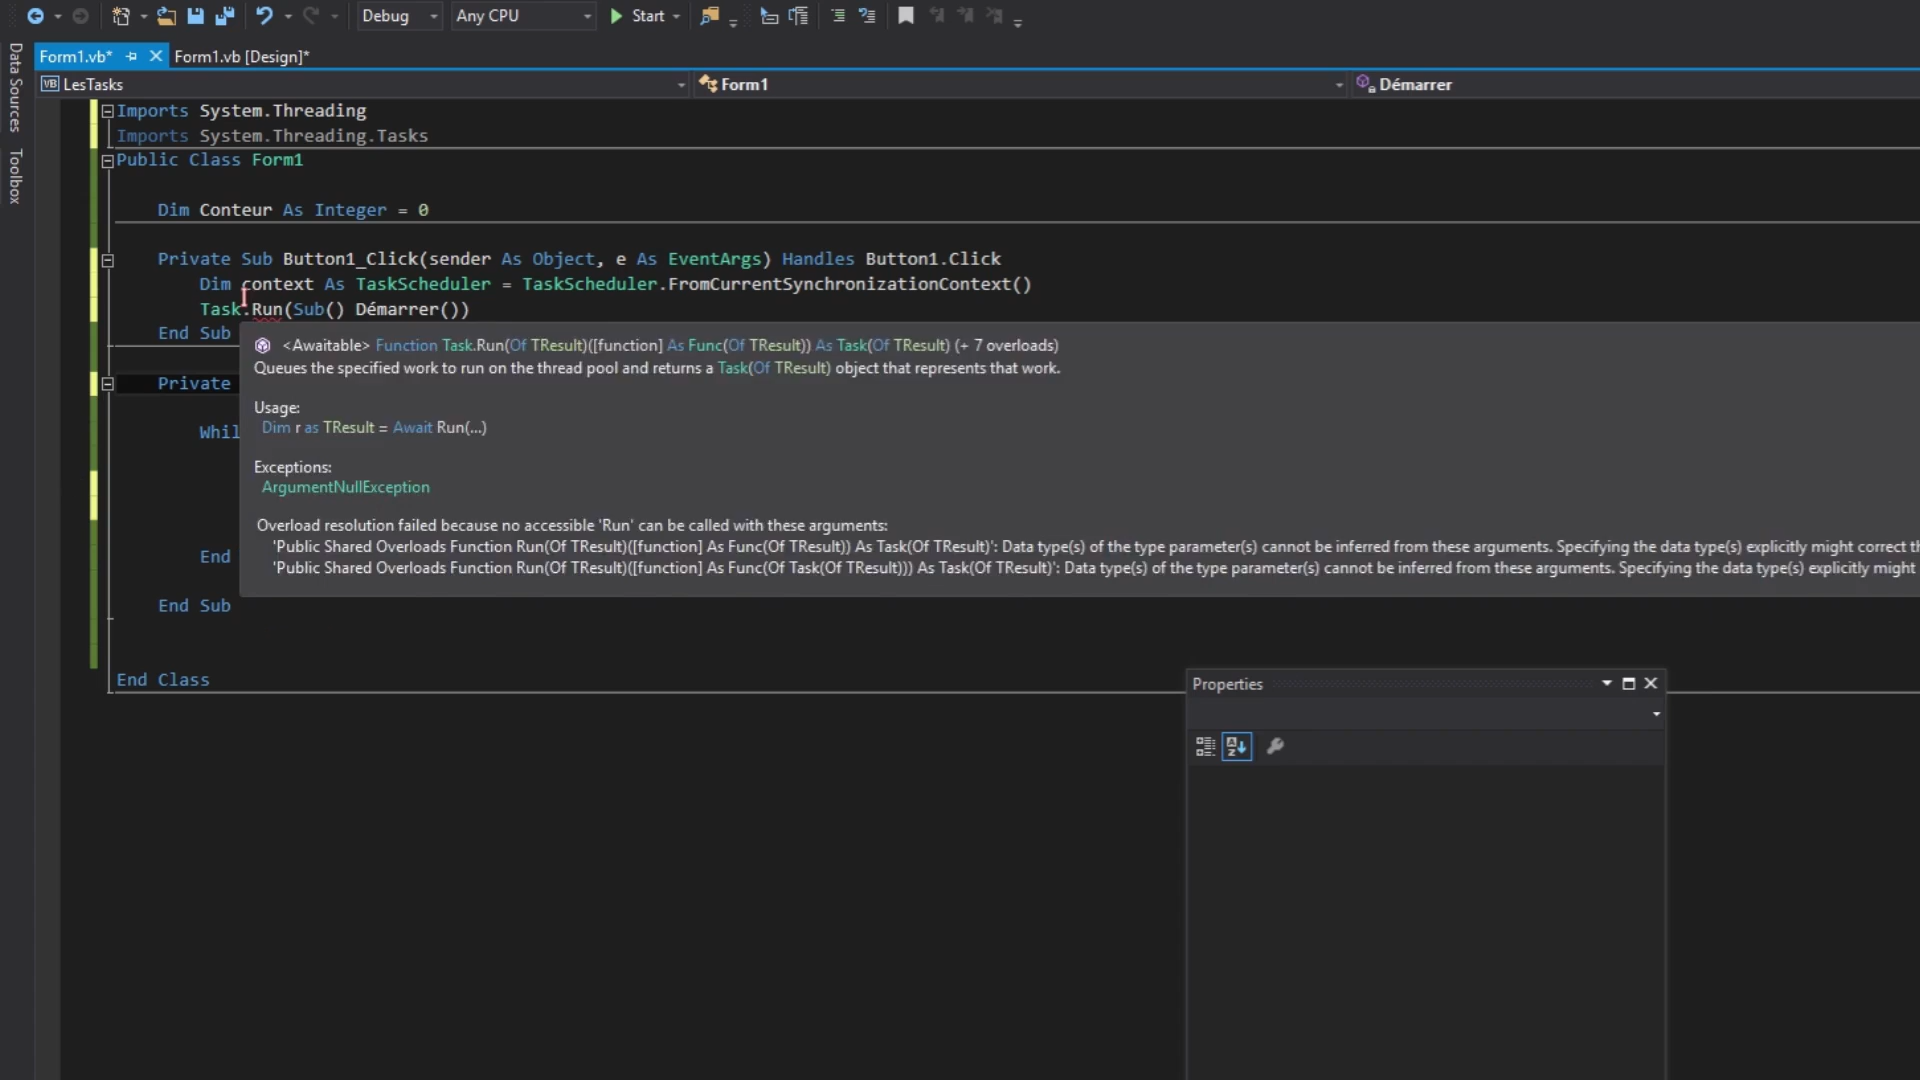 Debug Any CPU Start
Data Sources
Toolbox
Form1.vb* Form1.vb [Design]*
VB LesTasks Form1 Démarrer
Imports System.Threading
Imports System.Threading.Tasks
Public Class Form1
Dim Conteur As Integer = 0
Private Sub Button1_Click(sender As Object, e As EventArgs) Handles Button1.Click
Dim context As TaskScheduler = TaskScheduler.FromCurrentSynchronizationContext()
Task.Run(Sub() Démarrer())
End Sub
<Awaitable> Function Task.Run(Of TResult)([function] As Func(Of TResult)) As Task(Of TResult) (+ 7 overloads)
Queues the specified work to run on the thread pool and returns a Task(Of TResult) object that represents that work.
Private
Usage:
Dim r as TResult = Await Run(...)
Whil
Exceptions:
ArgumentNullException
Overload resolution failed because no accessible 'Run' can be called with these arguments:
'Public Shared Overloads Function Run(Of TResult)([function] As Func(Of TResult)) As Task(Of TResult)': Data type(s) of the type parameter(s) cannot be inferred from these arguments. Specifying the data type(s) explicitly might correct th
'Public Shared Overloads Function Run(Of TResult)([function] As Func(Of Task(Of TResult))) As Task(Of TResult)': Data type(s) of the type parameter(s) cannot be inferred from these arguments. Specifying the data type(s) explicitly might
End
End Sub
End Class
Properties